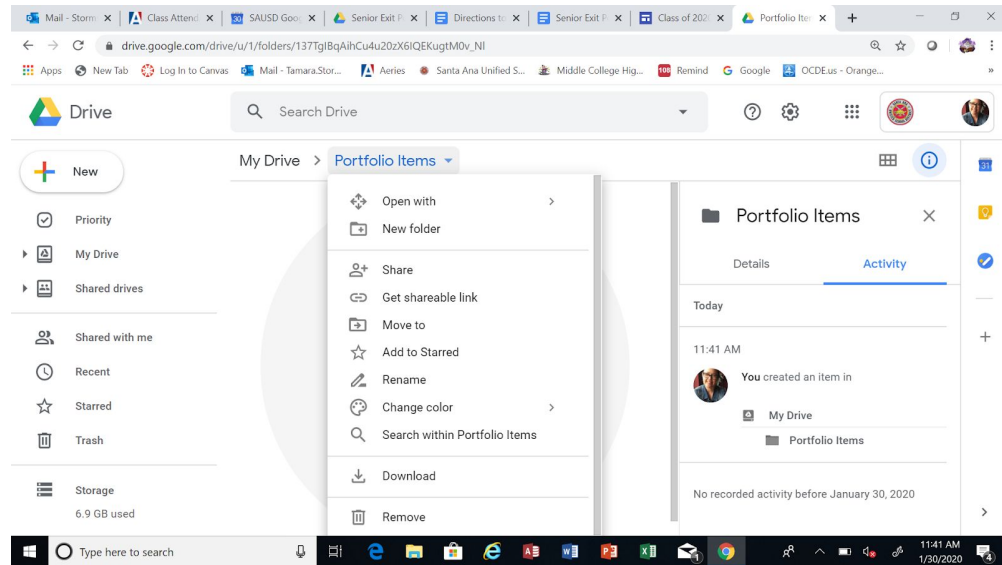 Mail - Storm
Class Attend
SAUSD Goog
Senior Exit P
Directions to
Senior Exit P
Class of 202
Portfolio Iter
drive.google.com/drive/u/1/folders/137TgIBqAihCu4u20zX6IQEKugtM0v_Nl
Apps
New Tab
Log In to Canvas
Mail - Tamara.Stor...
Aeries
Santa Ana Unified S...
Middle College Hig...
108
Remind
Google
OCDE.us - Orange...
»
Drive
Search Drive
New
My Drive > Portfolio Items
31
Priority
My Drive
Shared drives
Shared with me
Recent
Starred
Trash
Storage
6.9 GB used
Open with
New folder
Share
Get shareable link
Move to
Add to Starred
Rename
Change color
Search within Portfolio Items
Download
Remove
Portfolio Items
Details
Activity
Today
11:41 AM
You created an item in
My Drive
Portfolio Items
No recorded activity before January 30, 2020
Type here to search
11:41 AM
1/30/2020
4